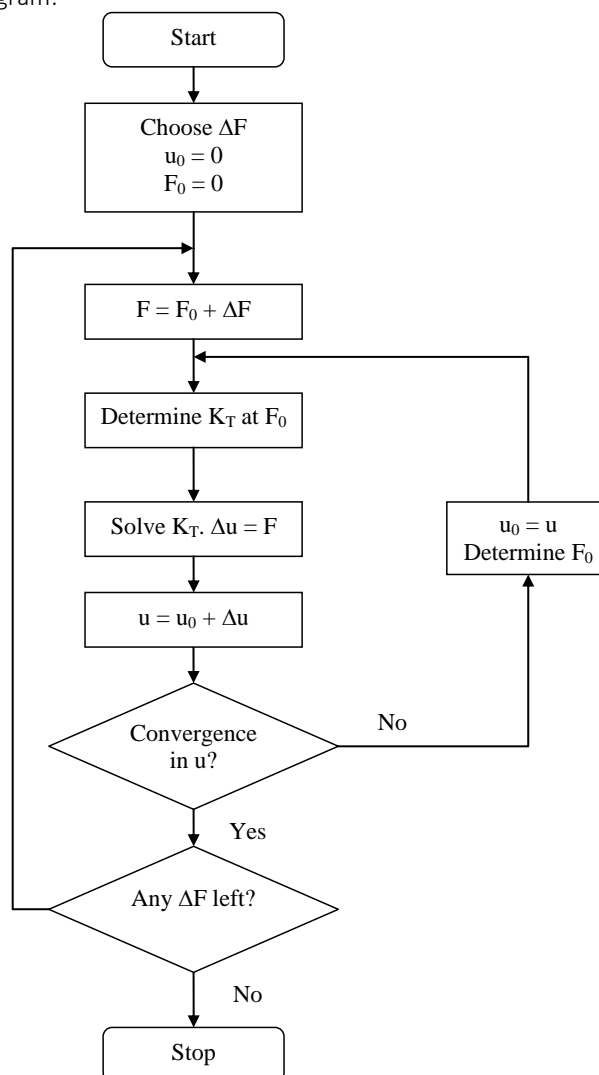 gram.
Start
Choose ΔF
u₀ = 0
F₀ = 0
F = F₀ + ΔF
Determine K_T at F₀
Solve K_T. Δu = F
u = u₀ + Δu
Convergence
in u?
No
u₀ = u
Determine F₀
Yes
Any ΔF left?
No
Stop